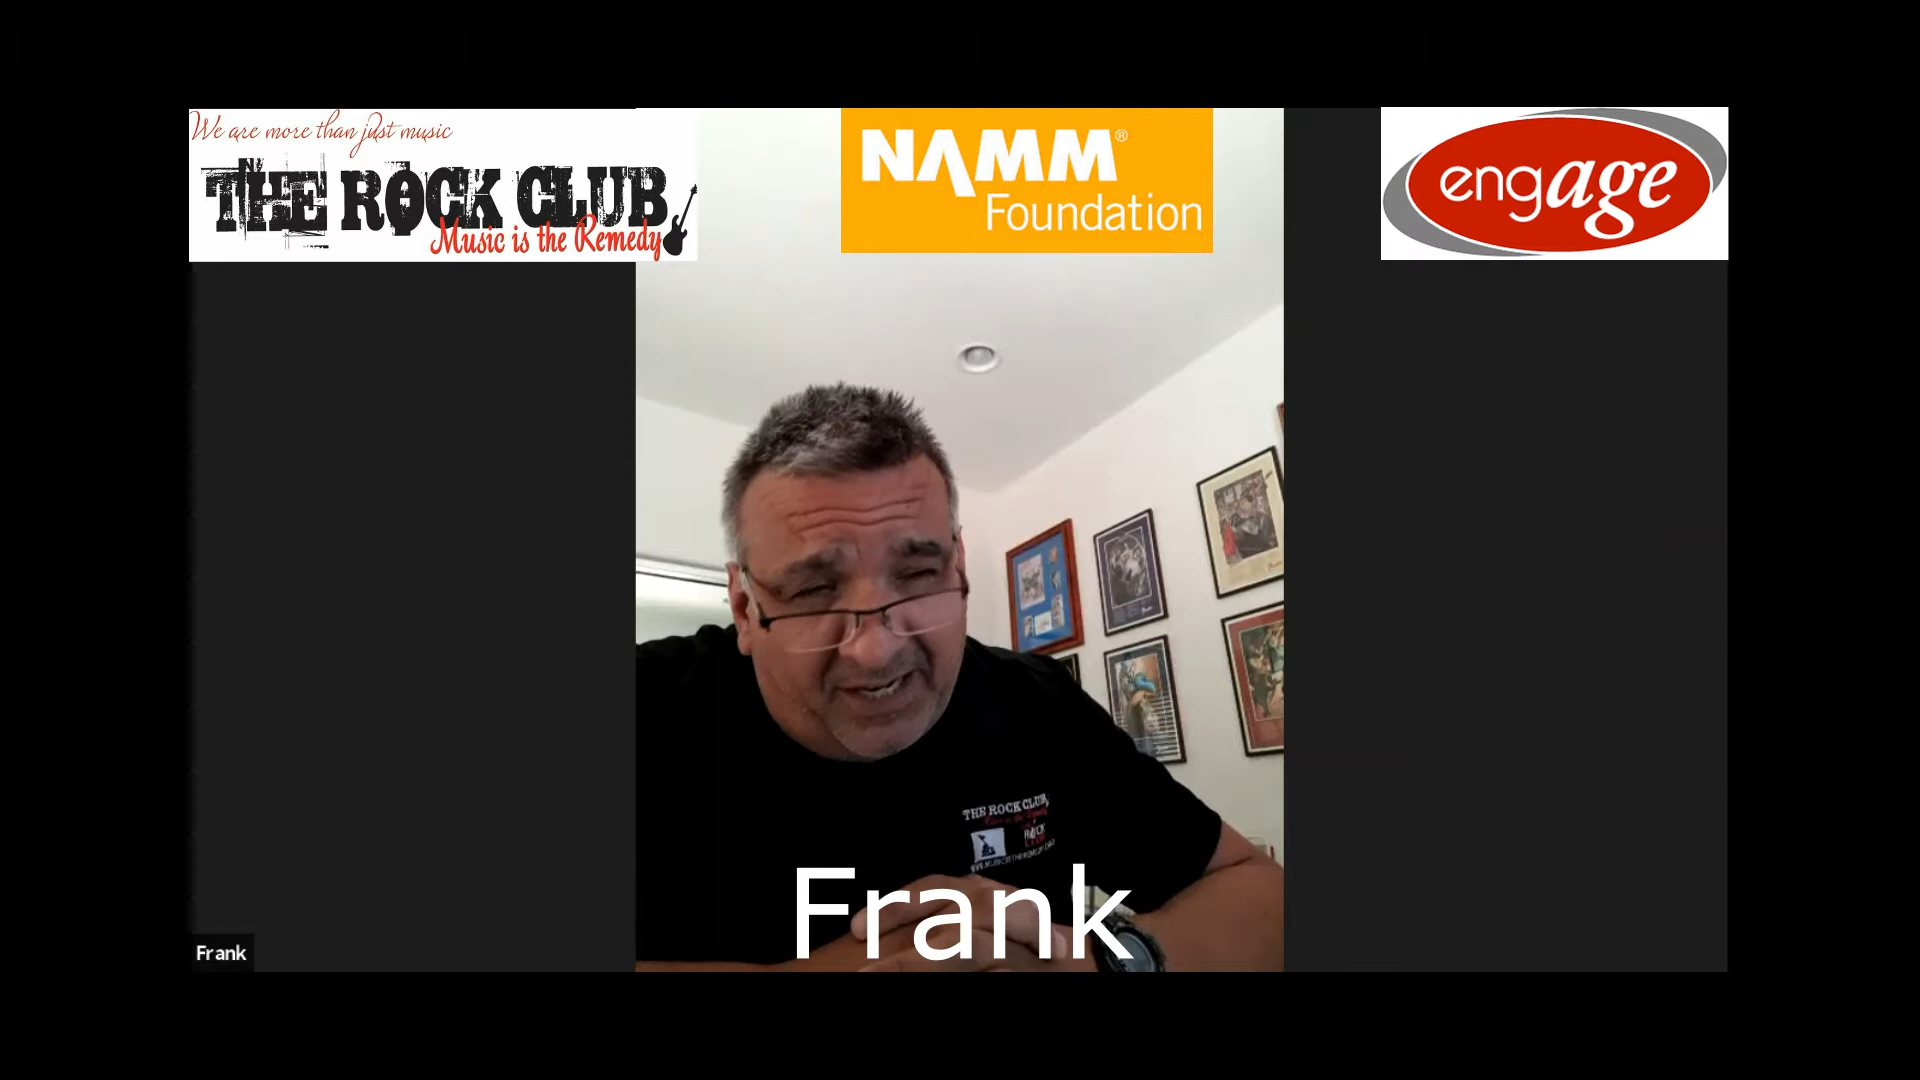 We are more than just music
THE ROCK CLUB
Music is the Remedy
NAMM®
Foundation
engage
THE ROCK CLUB
ROCK
Frank
Frank